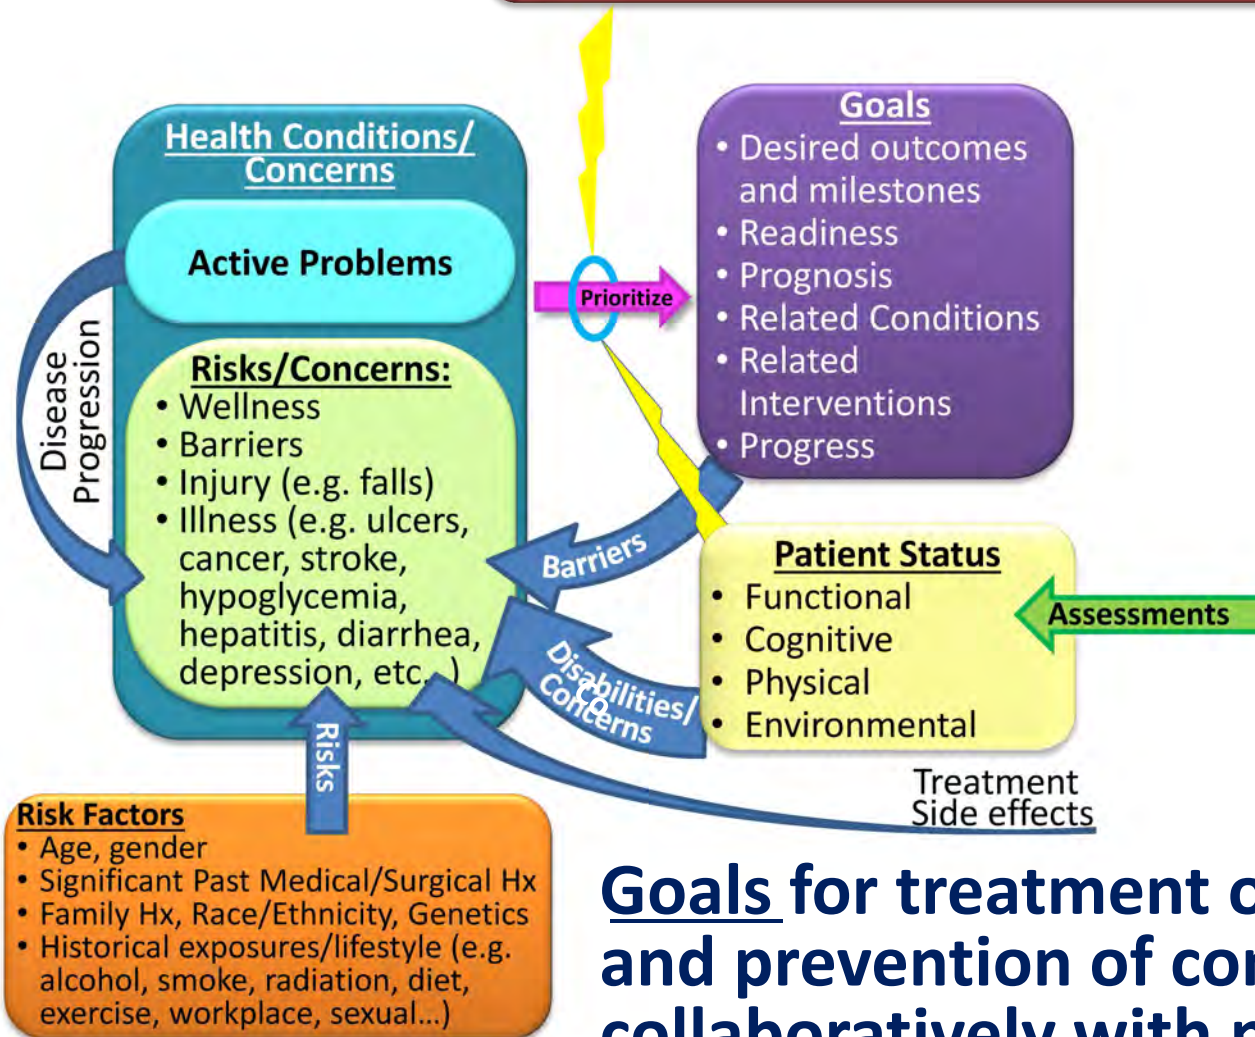 Health Conditions/
Concerns
Active Problems
Disease
Progression
Risks/Concerns:
• Wellness
• Barriers
• Injury (e.g. falls)
• Illness (e.g. ulcers,
cancer, stroke,
hypoglycemia,
hepatitis, diarrhea,
depression, etc…)
Prioritize
Goals
• Desired outcomes
and milestones
• Readiness
• Prognosis
• Related Conditions
• Related
Interventions
• Progress
Barriers
Patient Status
• Functional
• Cognitive
• Physical
• Environmental
Assessments
Disabilities/
Concerns
Co
Treatment
Side effects
Risks
Risk Factors
• Age, gender
• Significant Past Medical/Surgical Hx
• Family Hx, Race/Ethnicity, Genetics
• Historical exposures/lifestyle (e.g.
alcohol, smoke, radiation, diet,
exercise, workplace, sexual…)
Goals for treatment
and prevention of
collaboratively with